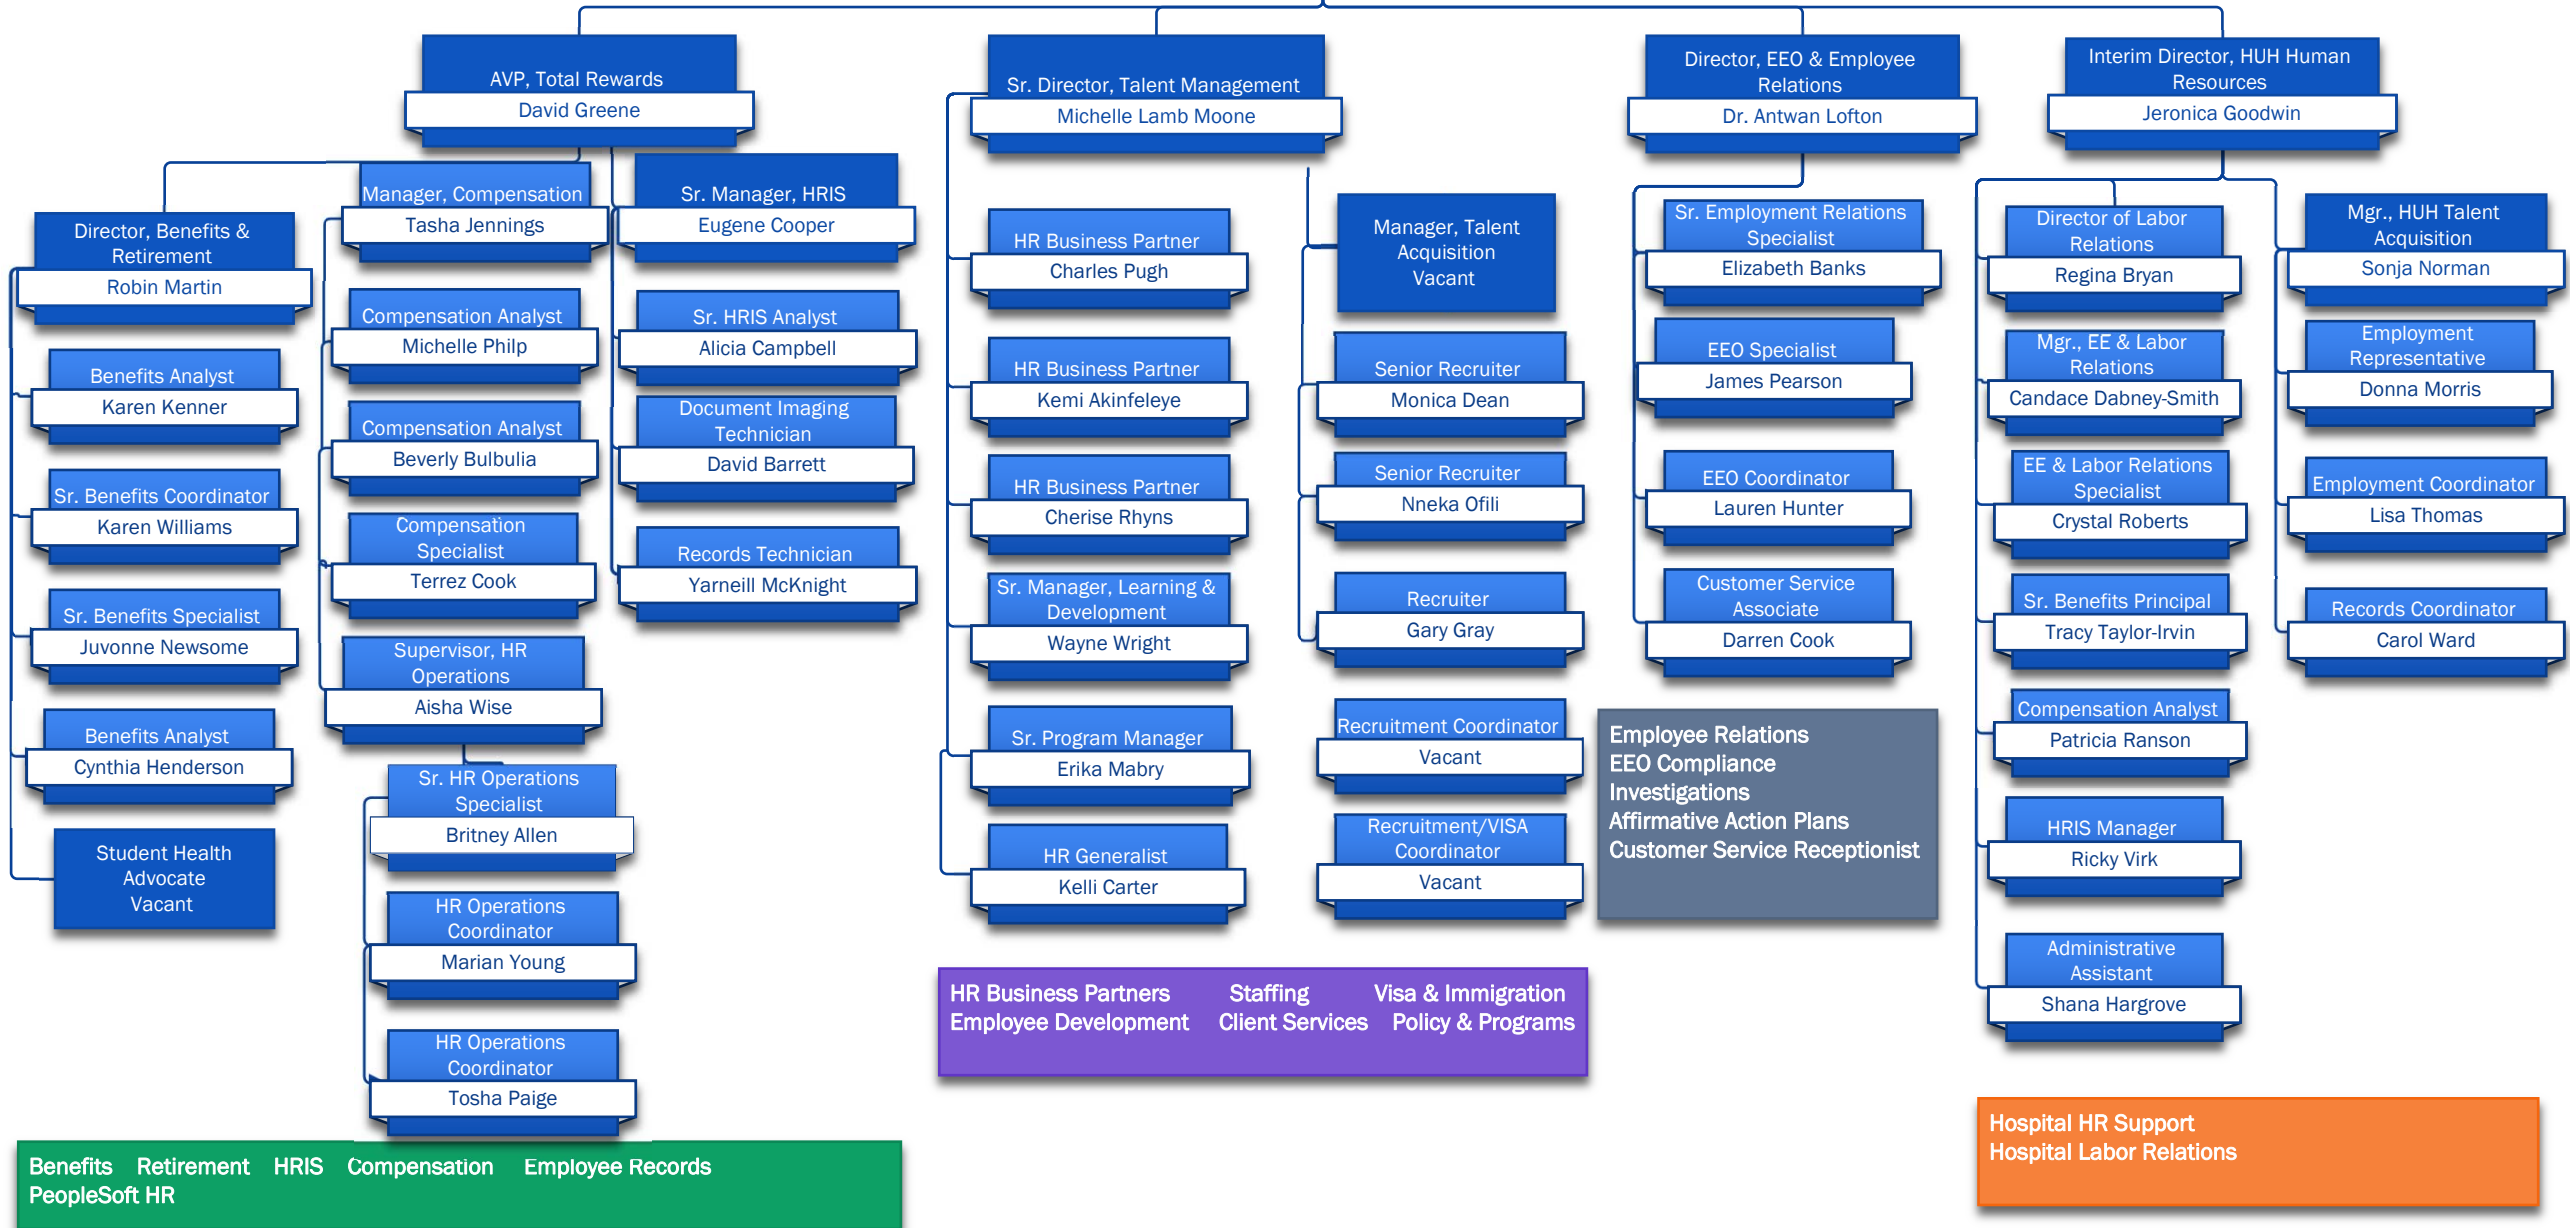 AVP, Total Rewards
David Greene
Director, Benefits &
Retirement
Robin Martin
Benefits Analyst
Karen Kenner
Sr. Benefits Coordinator
Karen Williams
Sr. Benefits Specialist
Juvonne Newsome
Benefits Analyst
Cynthia Henderson
Student Health
Advocate
Vacant
Manager, Compensation
Tasha Jennings
Compensation Analyst
Michelle Philp
Compensation Analyst
Beverly Bulbulia
Compensation
Specialist
Terrez Cook
Supervisor, HR
Operations
Aisha Wise
Sr. HR Operations
Specialist
Britney Allen
HR Operations
Coordinator
Marian Young
HR Operations
Coordinator
Tosha Paige
Sr. Manager, HRIS
Eugene Cooper
Sr. HRIS Analyst
Alicia Campbell
Document Imaging
Technician
David Barrett
Records Technician
Yarneill McKnight
Benefits Retirement HRIS Compensation Employee Records
PeopleSoft HR
Sr. Director, Talent Management
Michelle Lamb Moone
HR Business Partner
Charles Pugh
HR Business Partner
Kemi Akinfeleye
HR Business Partner
Cherise Rhyns
Sr. Manager, Learning &
Development
Wayne Wright
Sr. Program Manager
Erika Mabry
HR Generalist
Kelli Carter
Manager, Talent
Acquisition
Vacant
Senior Recruiter
Monica Dean
Senior Recruiter
Nneka Ofili
Recruiter
Gary Gray
Recruitment Coordinator
Vacant
Recruitment/VISA
Coordinator
Vacant
HR Business Partners Staffing Visa & Immigration
Employee Development Client Services Policy & Programs
Director, EEO & Employee
Relations
Dr. Antwan Lofton
Sr. Employment Relations
Specialist
Elizabeth Banks
EEO Specialist
James Pearson
EEO Coordinator
Lauren Hunter
Customer Service
Associate
Darren Cook
Employee Relations
EEO Compliance
Investigations
Affirmative Action Plans
Customer Service Receptionist
Interim Director, HUH Human
Resources
Jeronica Goodwin
Director of Labor
Relations
Regina Bryan
Mgr., EE & Labor
Relations
Candace Dabney-Smith
EE & Labor Relations
Specialist
Crystal Roberts
Sr. Benefits Principal
Tracy Taylor-Irvin
Compensation Analyst
Patricia Ranson
HRIS Manager
Ricky Virk
Administrative
Assistant
Shana Hargrove
Mgr., HUH Talent
Acquisition
Sonja Norman
Employment
Representative
Donna Morris
Employment Coordinator
Lisa Thomas
Records Coordinator
Carol Ward
Hospital HR Support
Hospital Labor Relations